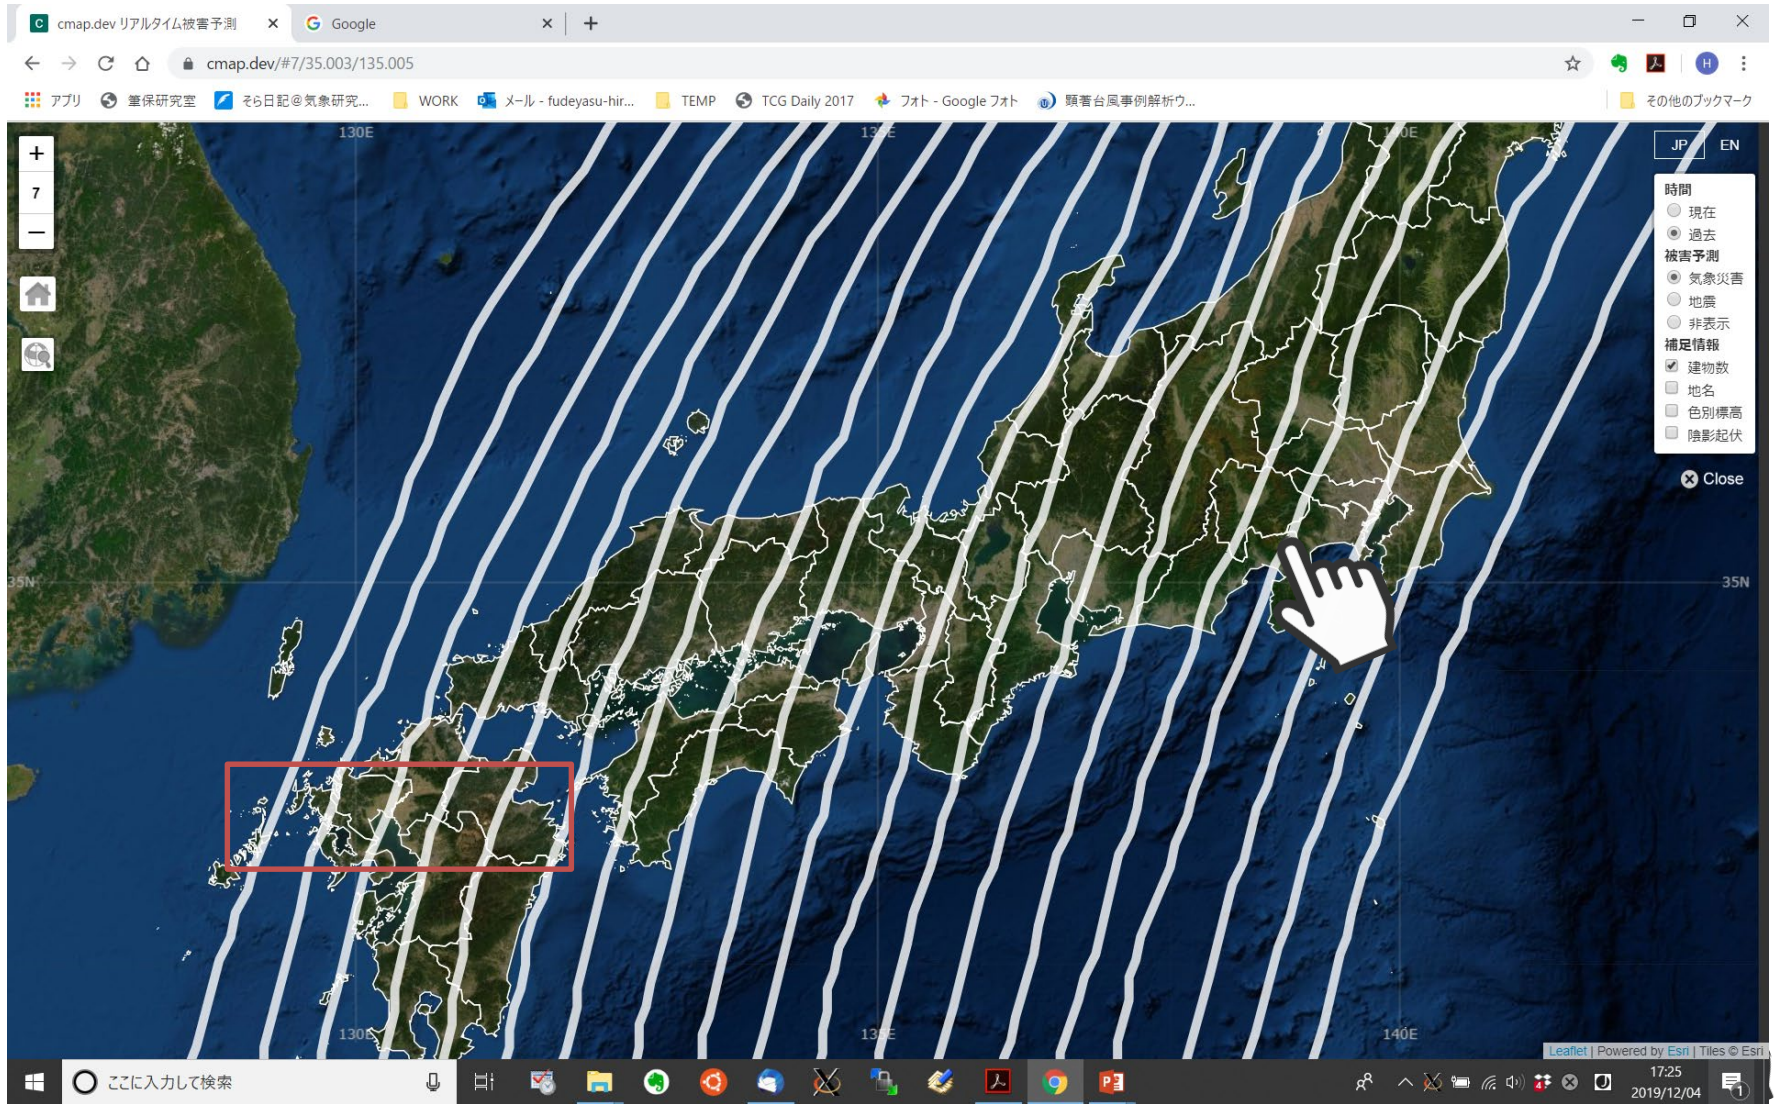 cmap.dev リアルタイム被害予測
Google
cmap.dev/#7/35.003/135.005
アプリ
筆保研究室
そら日記@気象研究...
WORK
メール - fudeyasu-hir...
TEMP
TCG Daily 2017
フォト - Google フォト
顕著台風事例解析ウ...
その他のブックマーク
130E
135E
140E
+
7
−
JP
EN
時間
現在
過去
被害予測
気象災害
地震
非表示
補足情報
建物数
地名
色別標高
陰影起伏
Close
35N
35N
130E
135E
140E
Leaflet | Powered by Esri | Tiles © Esri
ここに入力して検索
17:25
2019/12/04